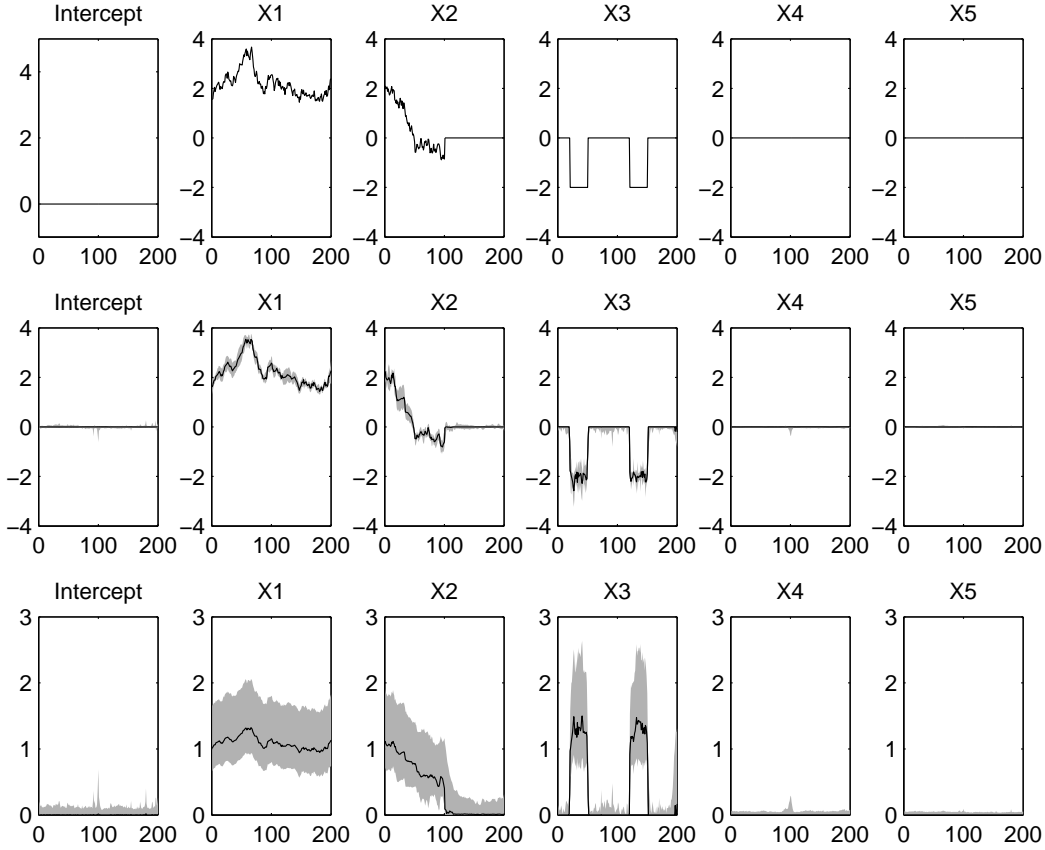 Intercept X1 X2 X3 X4 X5
4 4 4 4 4
4 2 2 2 2 2
2 0 0 0 0 0
−2 −2 −2 −2 −2
0 −4 −4 −4 −4 −4
0 100 200 0 100 200 0 100 200 0 100 200 0 100 200 0 100 200
Intercept X1 X2 X3 X4 X5
4 4 4 4 4 4
2 2 2 2 2 2
0 0 0 0 0 0
−2 −2 −2 −2 −2 −2
−4 −4 −4 −4 −4 −4
0 100 200 0 100 200 0 100 200 0 100 200 0 100 200 0 100 200
Intercept X1 X2 X3 X4 X5
3 3 3 3 3 3
2 2 2 2 2 2
1 1 1 1 1 1
0 0 0 0 0 0
0 100 200 0 100 200 0 100 200 0 100 200 0 100 200 0 100 200